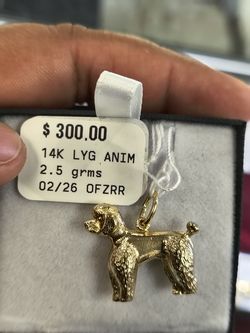 $ 300.00
14K LYG ANIM
2.5 grms
02/26 OFZRR